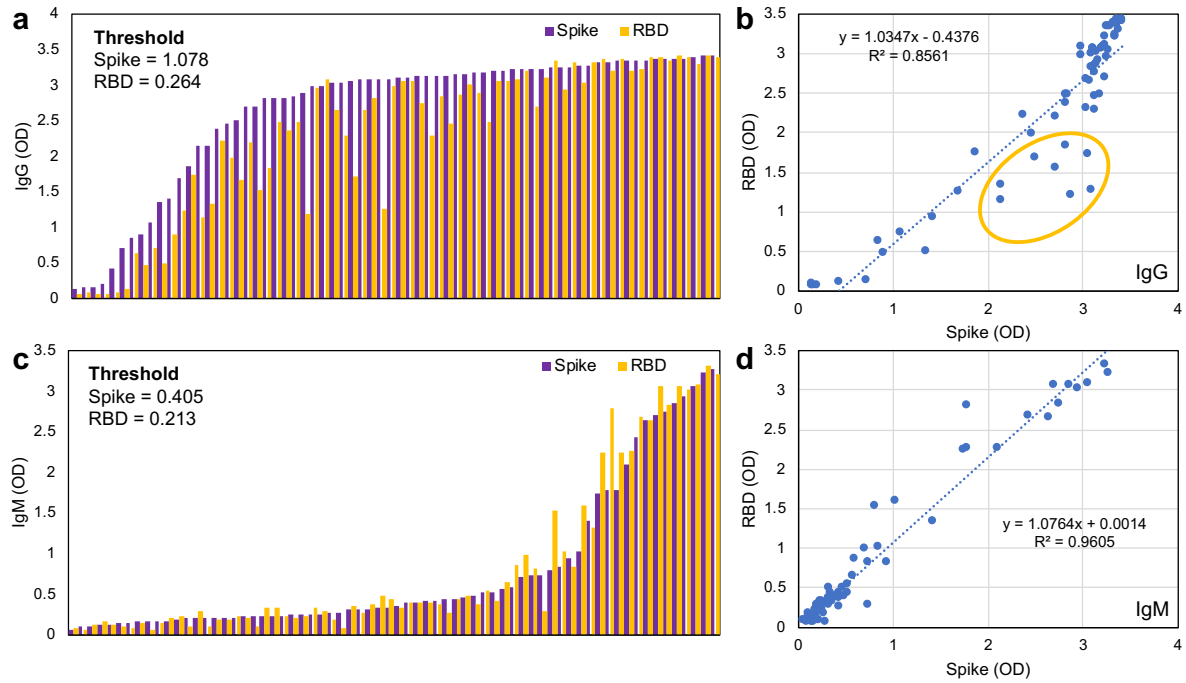 a
Threshold
Spike = 1.078
RBD = 0.264
Spike RBD
IgG (OD)
4
3.5
3
2.5
2
1.5
1
0.5
0
b
y = 1.0347x - 0.4376
R² = 0.8561
RBD (OD)
3.5
3
2.5
2
1.5
1
0.5
0
0 1 2 3 4
Spike (OD)
IgG
c
Threshold
Spike = 0.405
RBD = 0.213
Spike RBD
IgM (OD)
3.5
3
2.5
2
1.5
1
0.5
0
d
y = 1.0764x + 0.0014
R² = 0.9605
RBD (OD)
3.5
3
2.5
2
1.5
1
0.5
0
0 1 2 3 4
Spike (OD)
IgM